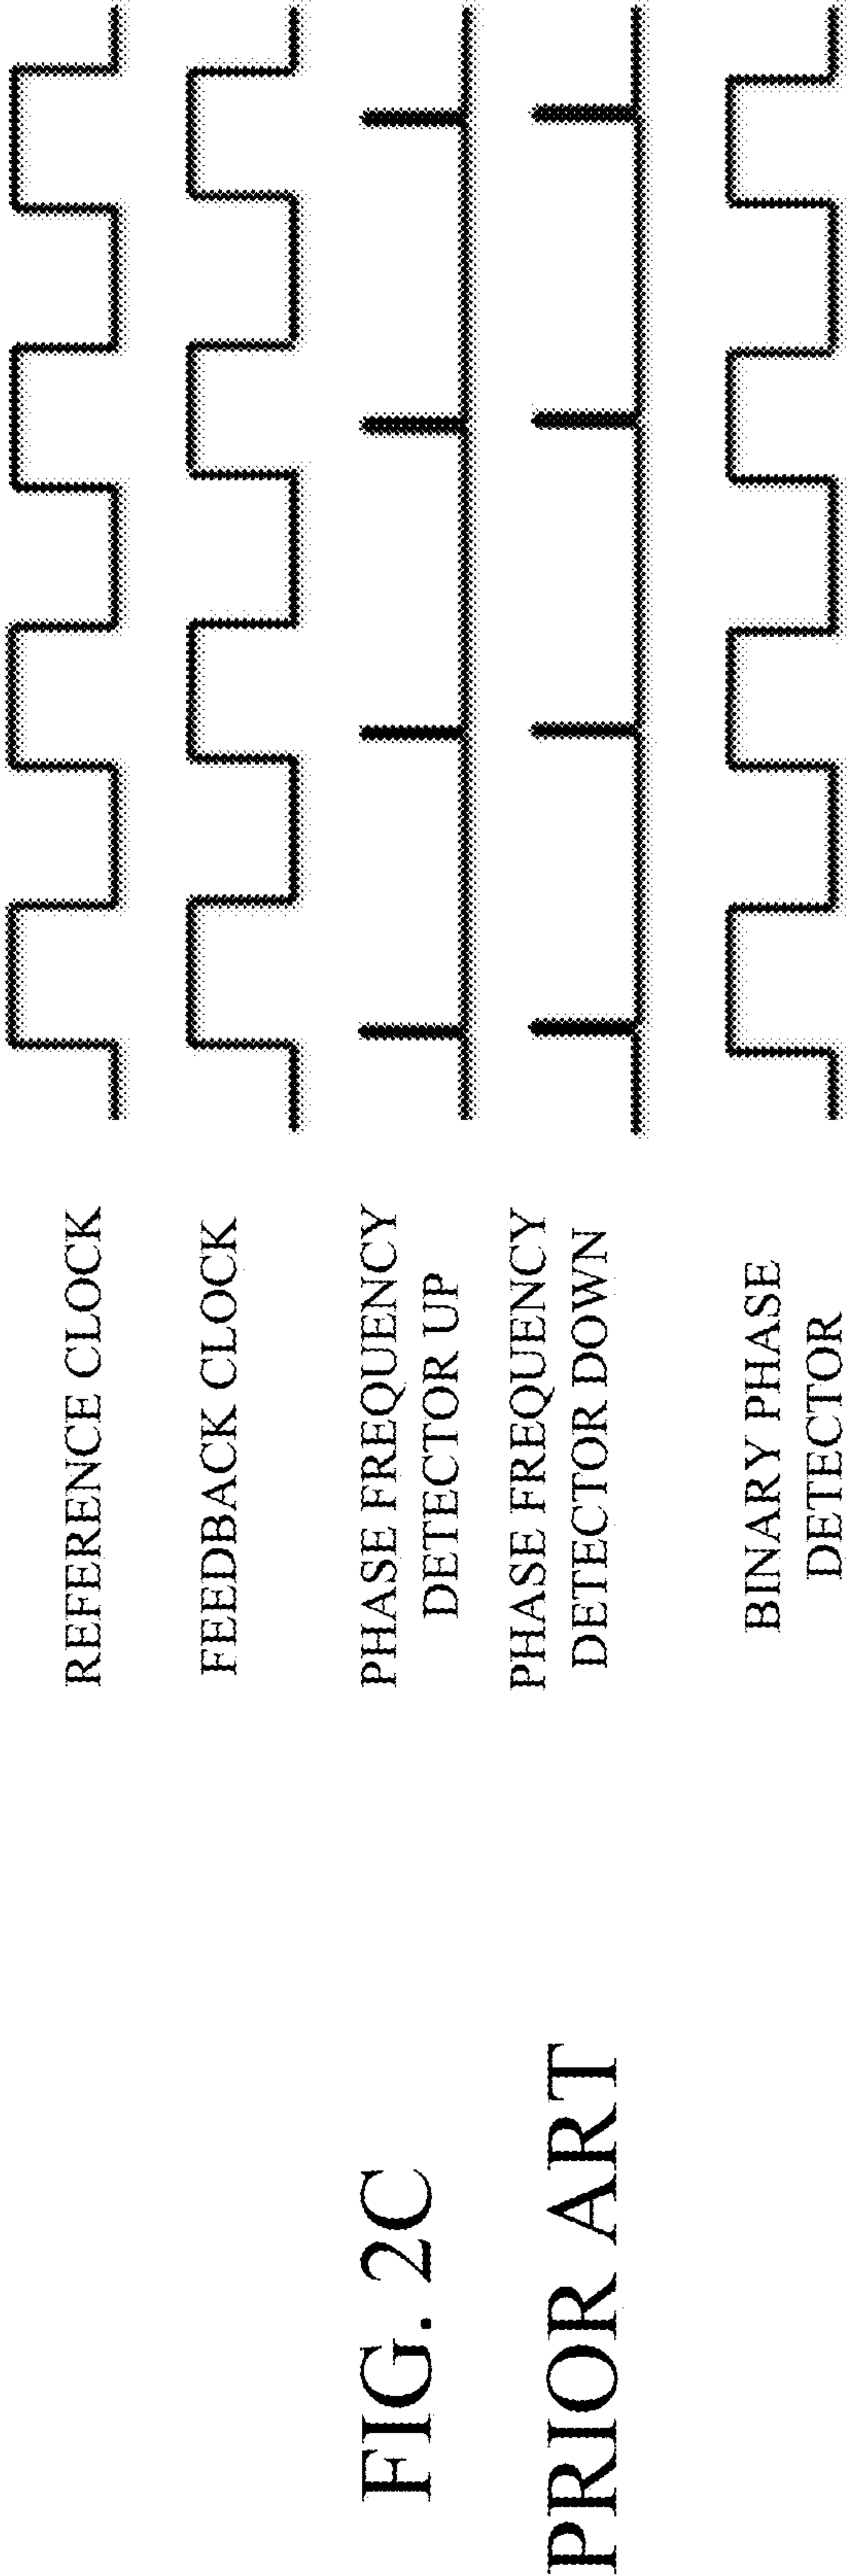 REFERENCE CLOCK
FEEDBACK CLOCK
PHASE FREQUENCY
DETECTOR UP
PHASE FREQUENCY
DETECTOR DOWN
BINARY PHASE
DETECTOR
FIG. 2C
PRIOR ART